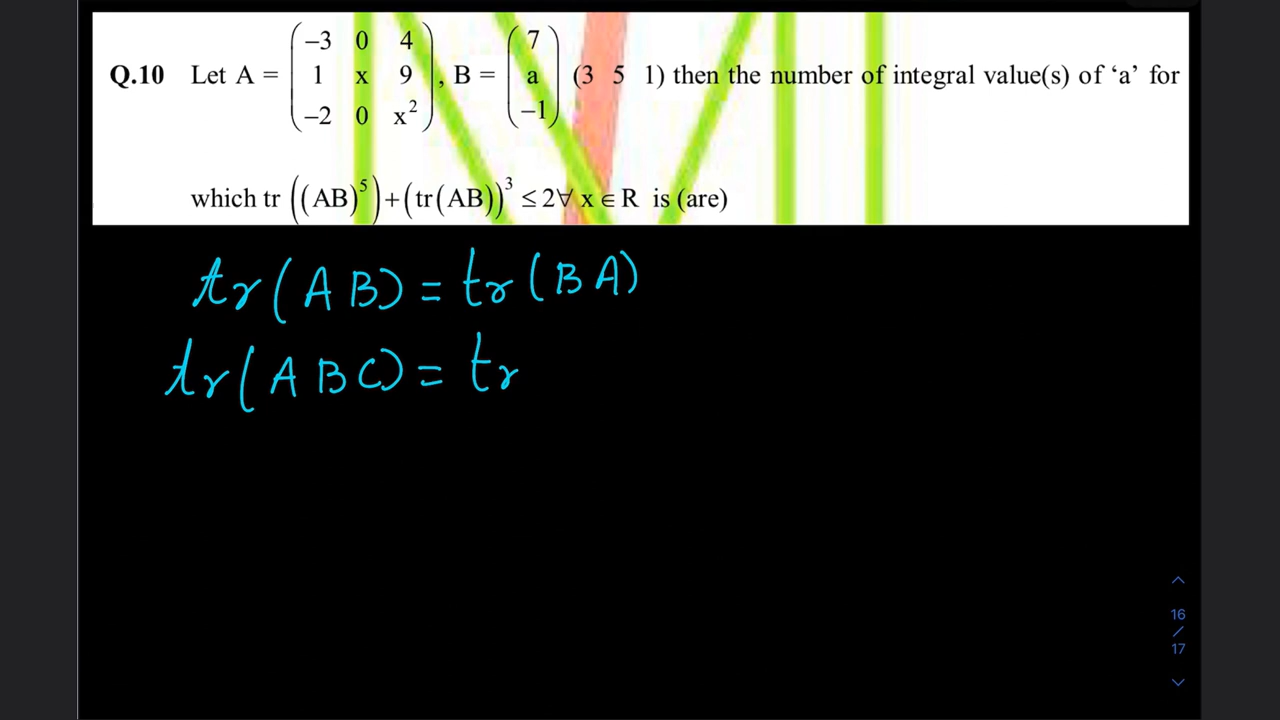 Q.10 Let A = (−3 0 4; 1 x 9; −2 0 x²), B = (7; a; −1) (3 5 1) then the number of integral value(s) of ‘a’ for
which tr ((AB)⁵) + (tr(AB))³ ≤ 2∀ x ∈ R is (are)
tr(AB) = tr(BA)
tr(ABC) = tr
16
/
17